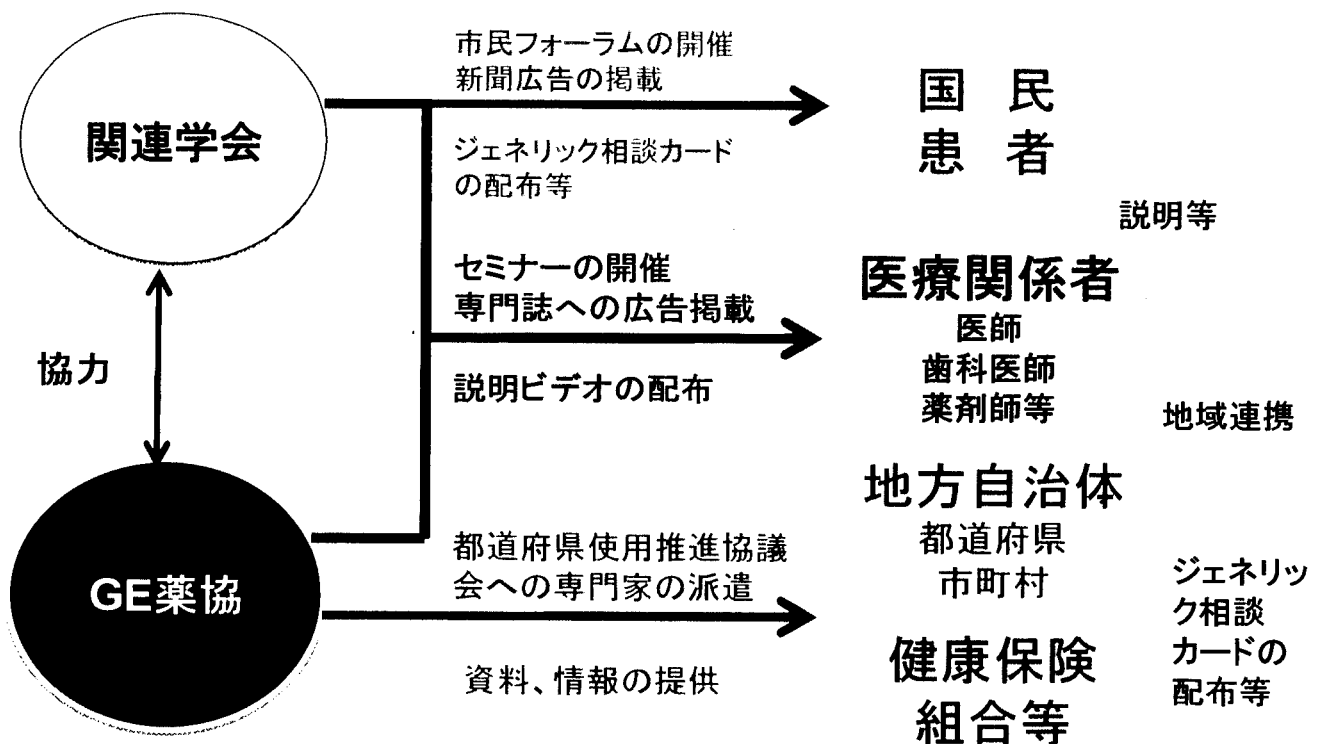 関連学会
協力
GE薬協
市民フォーラムの開催
新聞広告の掲載
ジェネリック相談カード
の配布等
セミナーの開催
専門誌への広告掲載
説明ビデオの配布
都道府県使用推進協議
会への専門家の派遣
資料、情報の提供
国 民
患 者
説明等
医療関係者
医師
歯科医師
薬剤師等
地域連携
地方自治体
都道府県
市町村
健康保険
組合等
ジェネリッ
ク相談
カードの
配布等